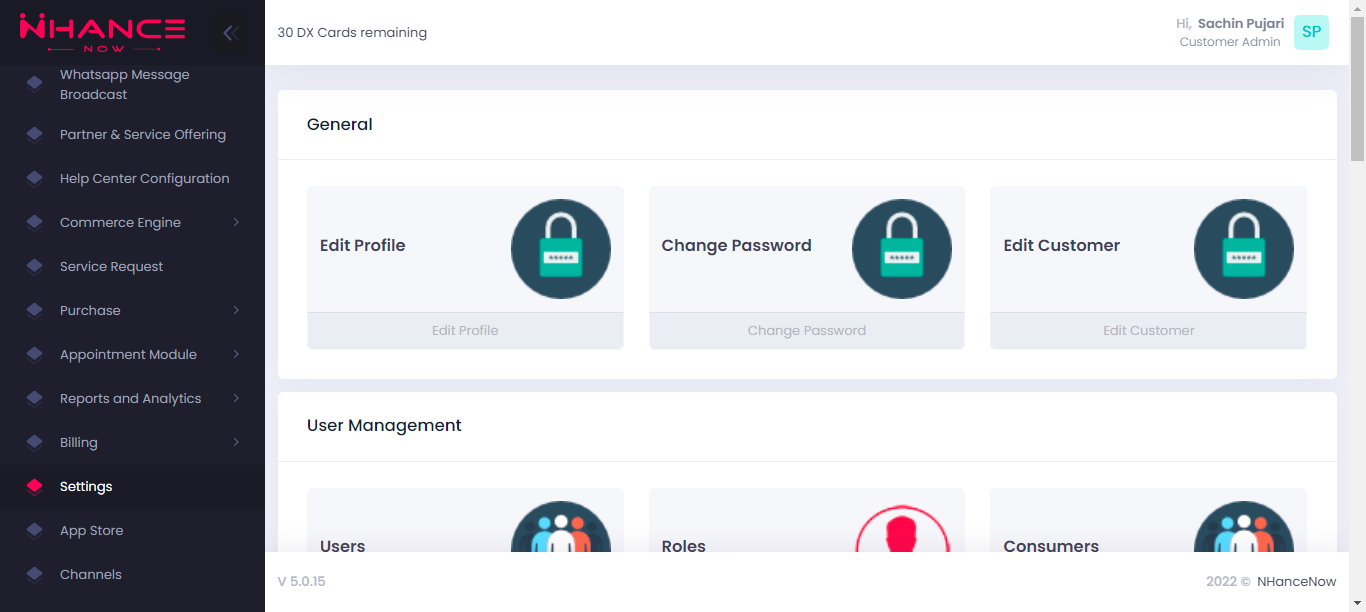 NHANCE
NOW
30 DX Cards remaining
Hi, Sachin Pujari
Customer Admin
SP
Whatsapp Message
Broadcast
Partner & Service Offering
Help Center Configuration
Commerce Engine
Service Request
Purchase
Appointment Module
Reports and Analytics
Billing
Settings
App Store
Channels
General
Edit Profile
Change Password
Edit Customer
Edit Profile
Change Password
Edit Customer
User Management
Users
Roles
Consumers
V 5.0.15
2022 © NHanceNow